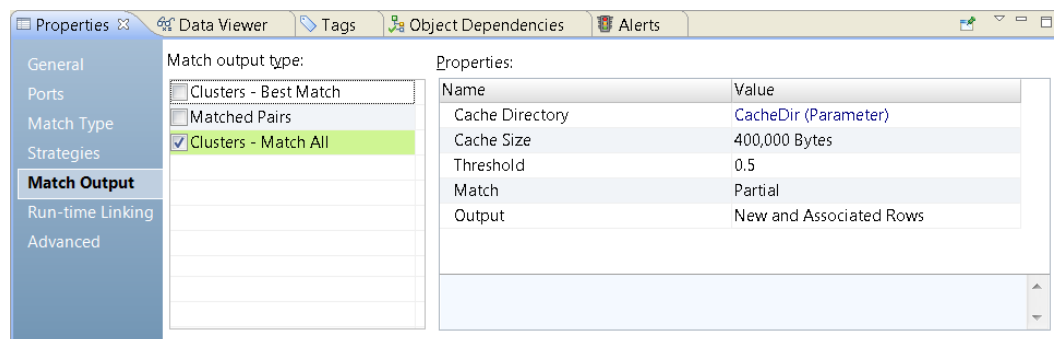 Properties Data Viewer Tags Object Dependencies Alerts
General
Ports
Match Type
Strategies
Match Output
Run-time Linking
Advanced
Match output type:
Clusters - Best Match
Matched Pairs
Clusters - Match All
Properties:
Name Value
Cache Directory CacheDir (Parameter)
Cache Size 400,000 Bytes
Threshold 0.5
Match Partial
Output New and Associated Rows